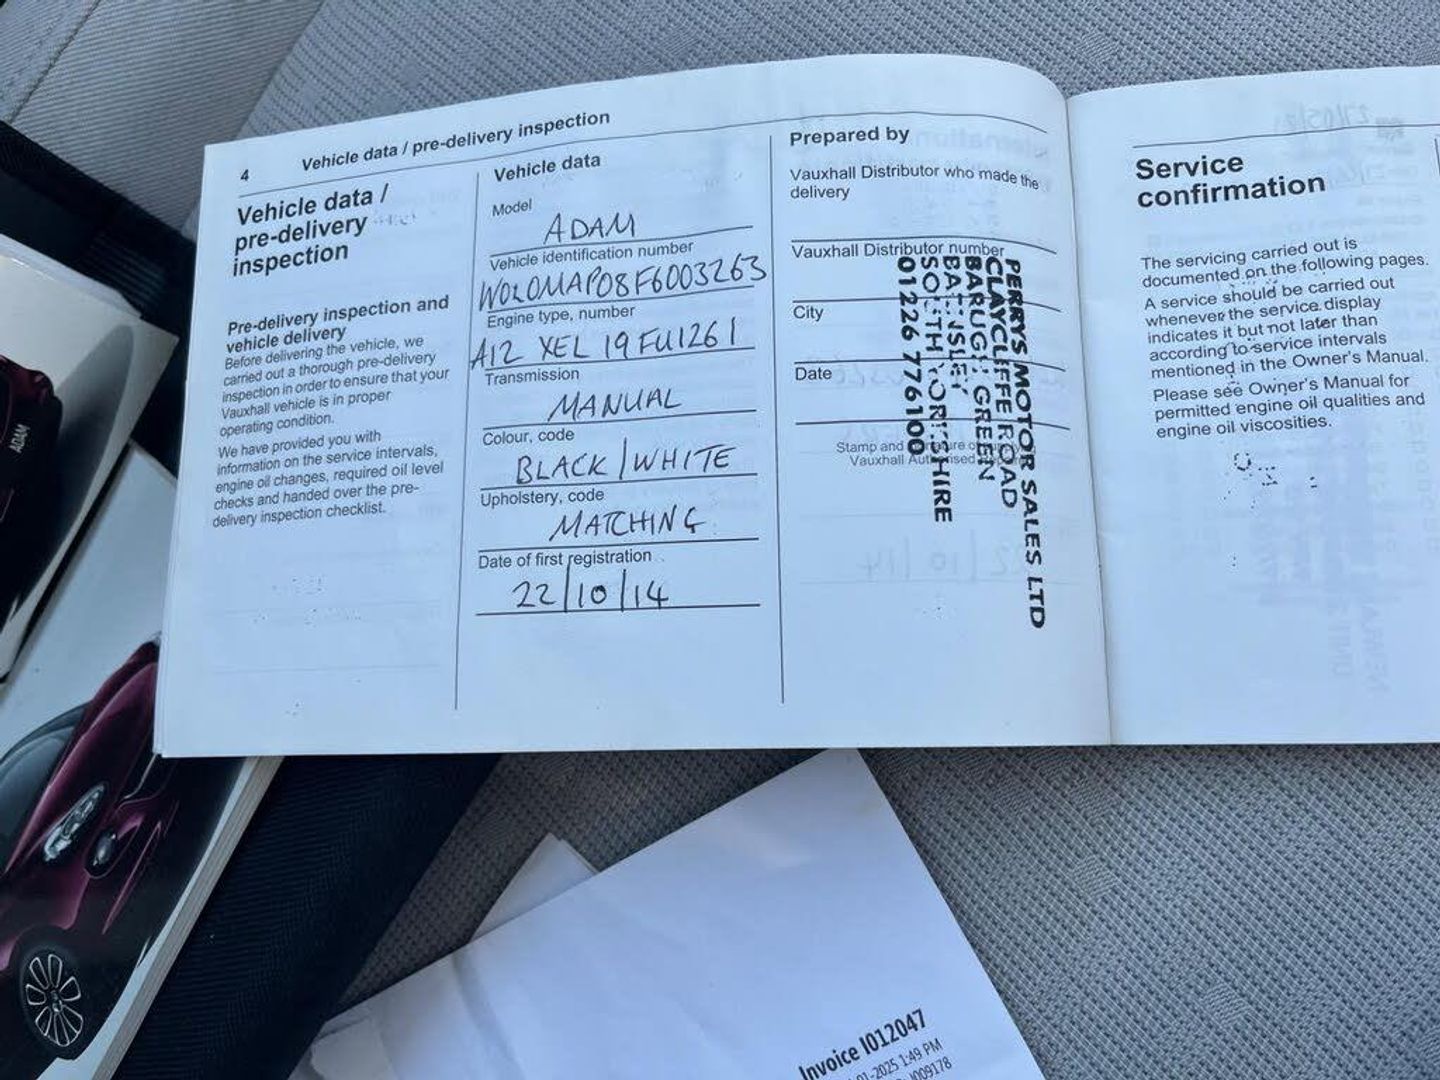 4 Vehicle data / pre-delivery inspection
Vehicle data /
pre-delivery
inspection
Pre-delivery inspection and
vehicle delivery
Before delivering the vehicle, we
carried out a thorough pre-delivery
inspection in order to ensure that your
Vauxhall vehicle is in proper
operating condition.
We have provided you with
information on the service intervals,
engine oil changes, required oil level
checks and handed over the pre-
delivery inspection checklist.
Vehicle data
Model
ADAM
Vehicle identification number
W0L0MAP08F6003263
Engine type, number
A12 XEL 19FU1261
Transmission
MANUAL
Colour, code
BLACK/WHITE
Upholstery, code
MATCHING
Date of first registration
22/10/14
Prepared by
Vauxhall Distributor who made the
delivery
Vauxhall Distributor number
City
Date
Stamp and
Vauxhall
PERRYS MOTOR SALES LTD
CLAYCLIFFE ROAD
BARUGH GREEN
BARNSLEY
SOUTH YORKSHIRE
01226 776100
Service
confirmation
The servicing carried out is
documented on the following pages.
A service should be carried out
whenever the service display
indicates it but not later than
according to service intervals
mentioned in the Owner's Manual.
Please see Owner's Manual for
permitted engine oil qualities and
engine oil viscosities.
ADAM
Invoice I012047
01-2025 1:49 PM
J009178